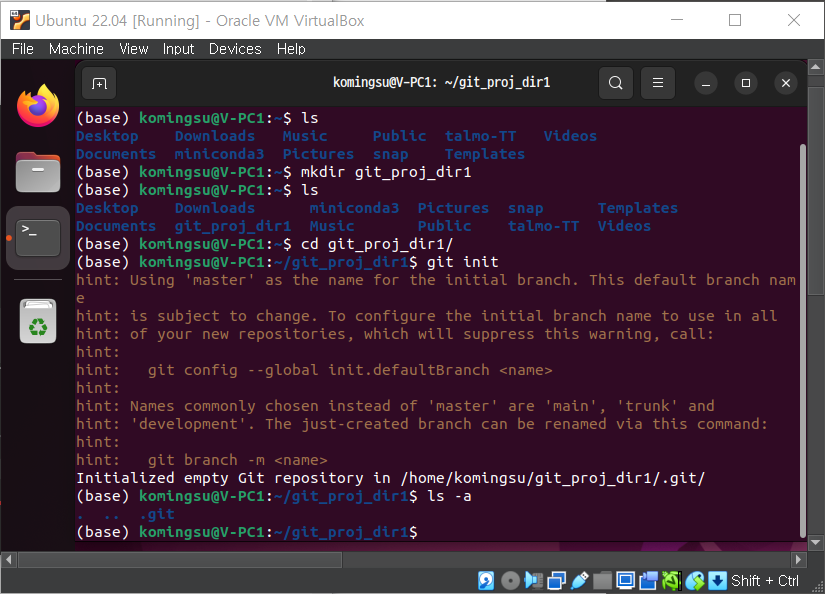 Ubuntu 22.04 [Running] - Oracle VM VirtualBox
File Machine View Input Devices Help
komingsu@V-PC1: ~/git_proj_dir1
(base) komingsu@V-PC1:~$ ls
Desktop Downloads Music Public talmo-TT Videos
Documents miniconda3 Pictures snap Templates
(base) komingsu@V-PC1:~$ mkdir git_proj_dir1
(base) komingsu@V-PC1:~$ ls
Desktop Downloads miniconda3 Pictures snap Templates
Documents git_proj_dir1 Music Public talmo-TT Videos
(base) komingsu@V-PC1:~$ cd git_proj_dir1/
(base) komingsu@V-PC1:~/git_proj_dir1$ git init
hint: Using 'master' as the name for the initial branch. This default branch nam
e
hint: is subject to change. To configure the initial branch name to use in all
hint: of your new repositories, which will suppress this warning, call:
hint:
hint:   git config --global init.defaultBranch <name>
hint:
hint: Names commonly chosen instead of 'master' are 'main', 'trunk' and
hint: 'development'. The just-created branch can be renamed via this command:
hint:
hint:   git branch -m <name>
Initialized empty Git repository in /home/komingsu/git_proj_dir1/.git/
(base) komingsu@V-PC1:~/git_proj_dir1$ ls -a
. .. .git
(base) komingsu@V-PC1:~/git_proj_dir1$
Shift + Ctrl